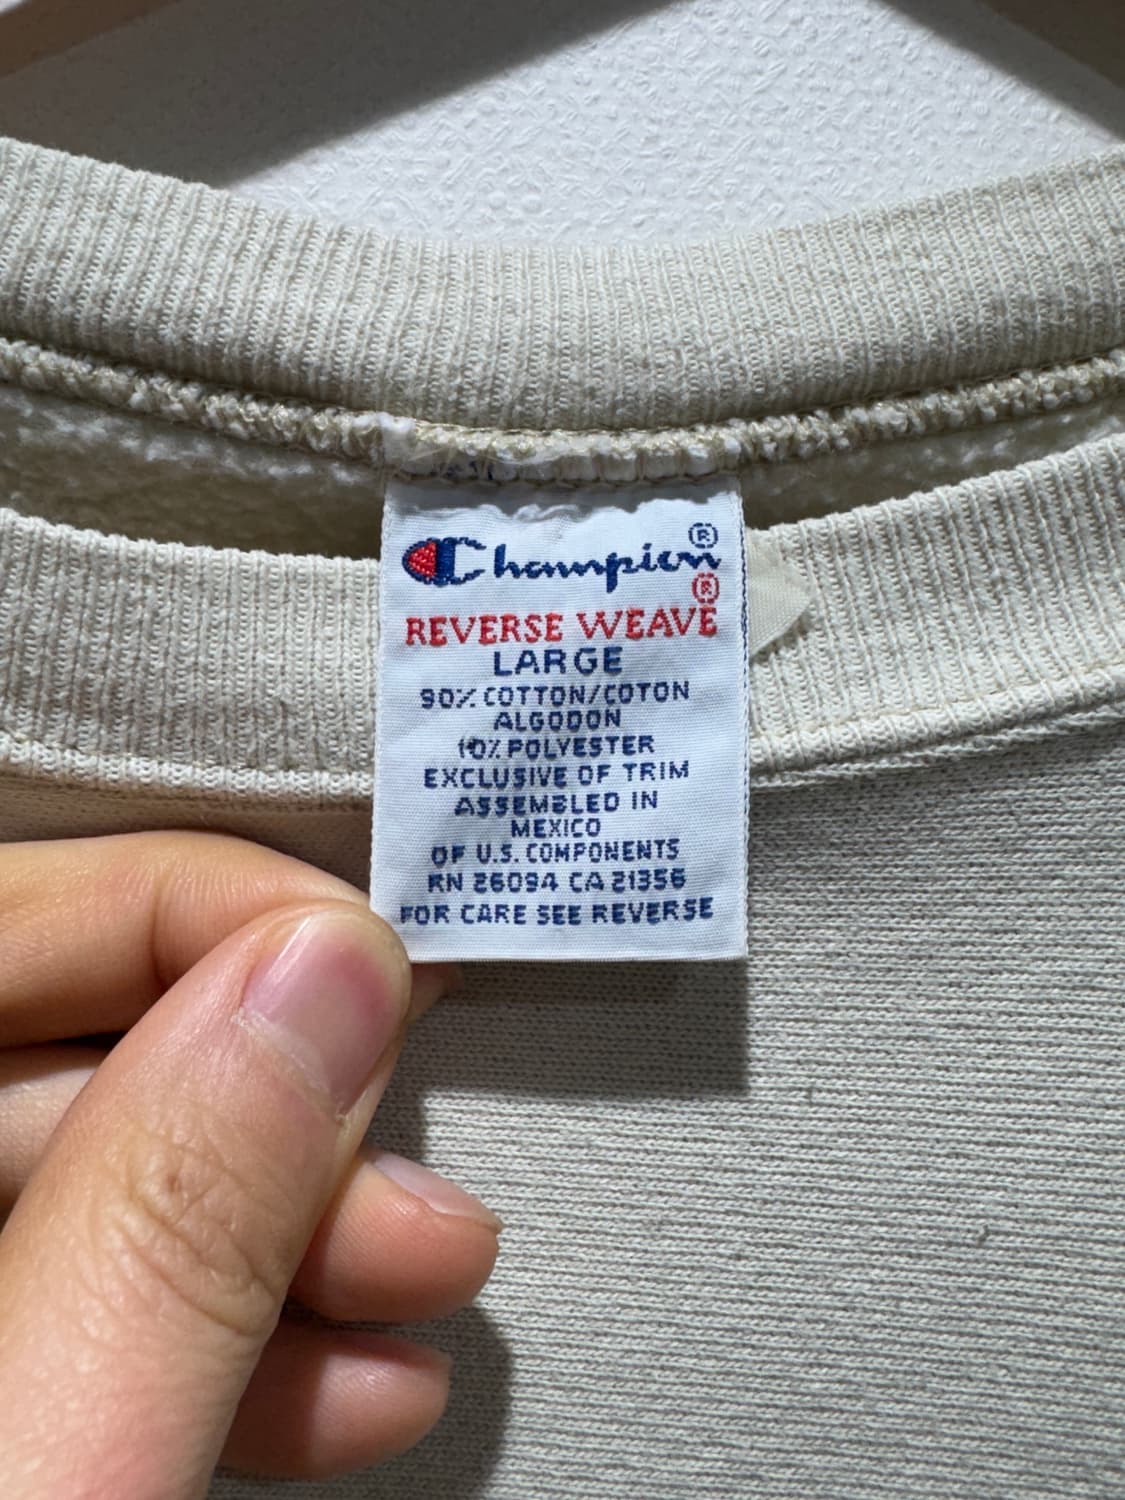 Champion®
REVERSE WEAVE®
LARGE
90% COTTON/COTON
ALGODON
10% POLYESTER
EXCLUSIVE OF TRIM
ASSEMBLED IN
MEXICO
OF U.S. COMPONENTS
RN 26094 CA 21356
FOR CARE SEE REVERSE